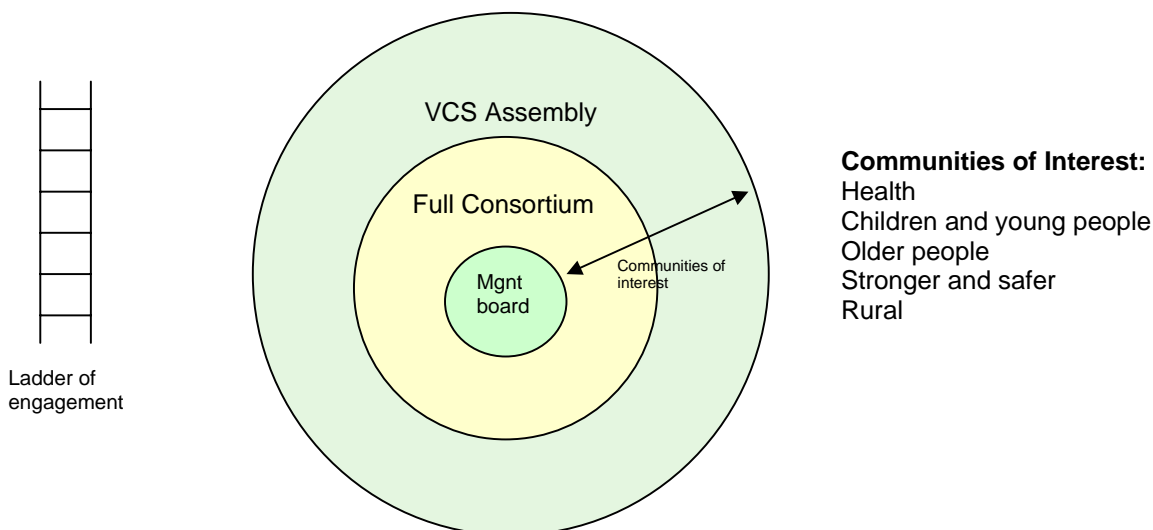 VCS Assembly
Full Consortium
Mgnt
board
Communities of
interest
Ladder of
engagement
Communities of Interest:
Health
Children and young people
Older people
Stronger and safer
Rural